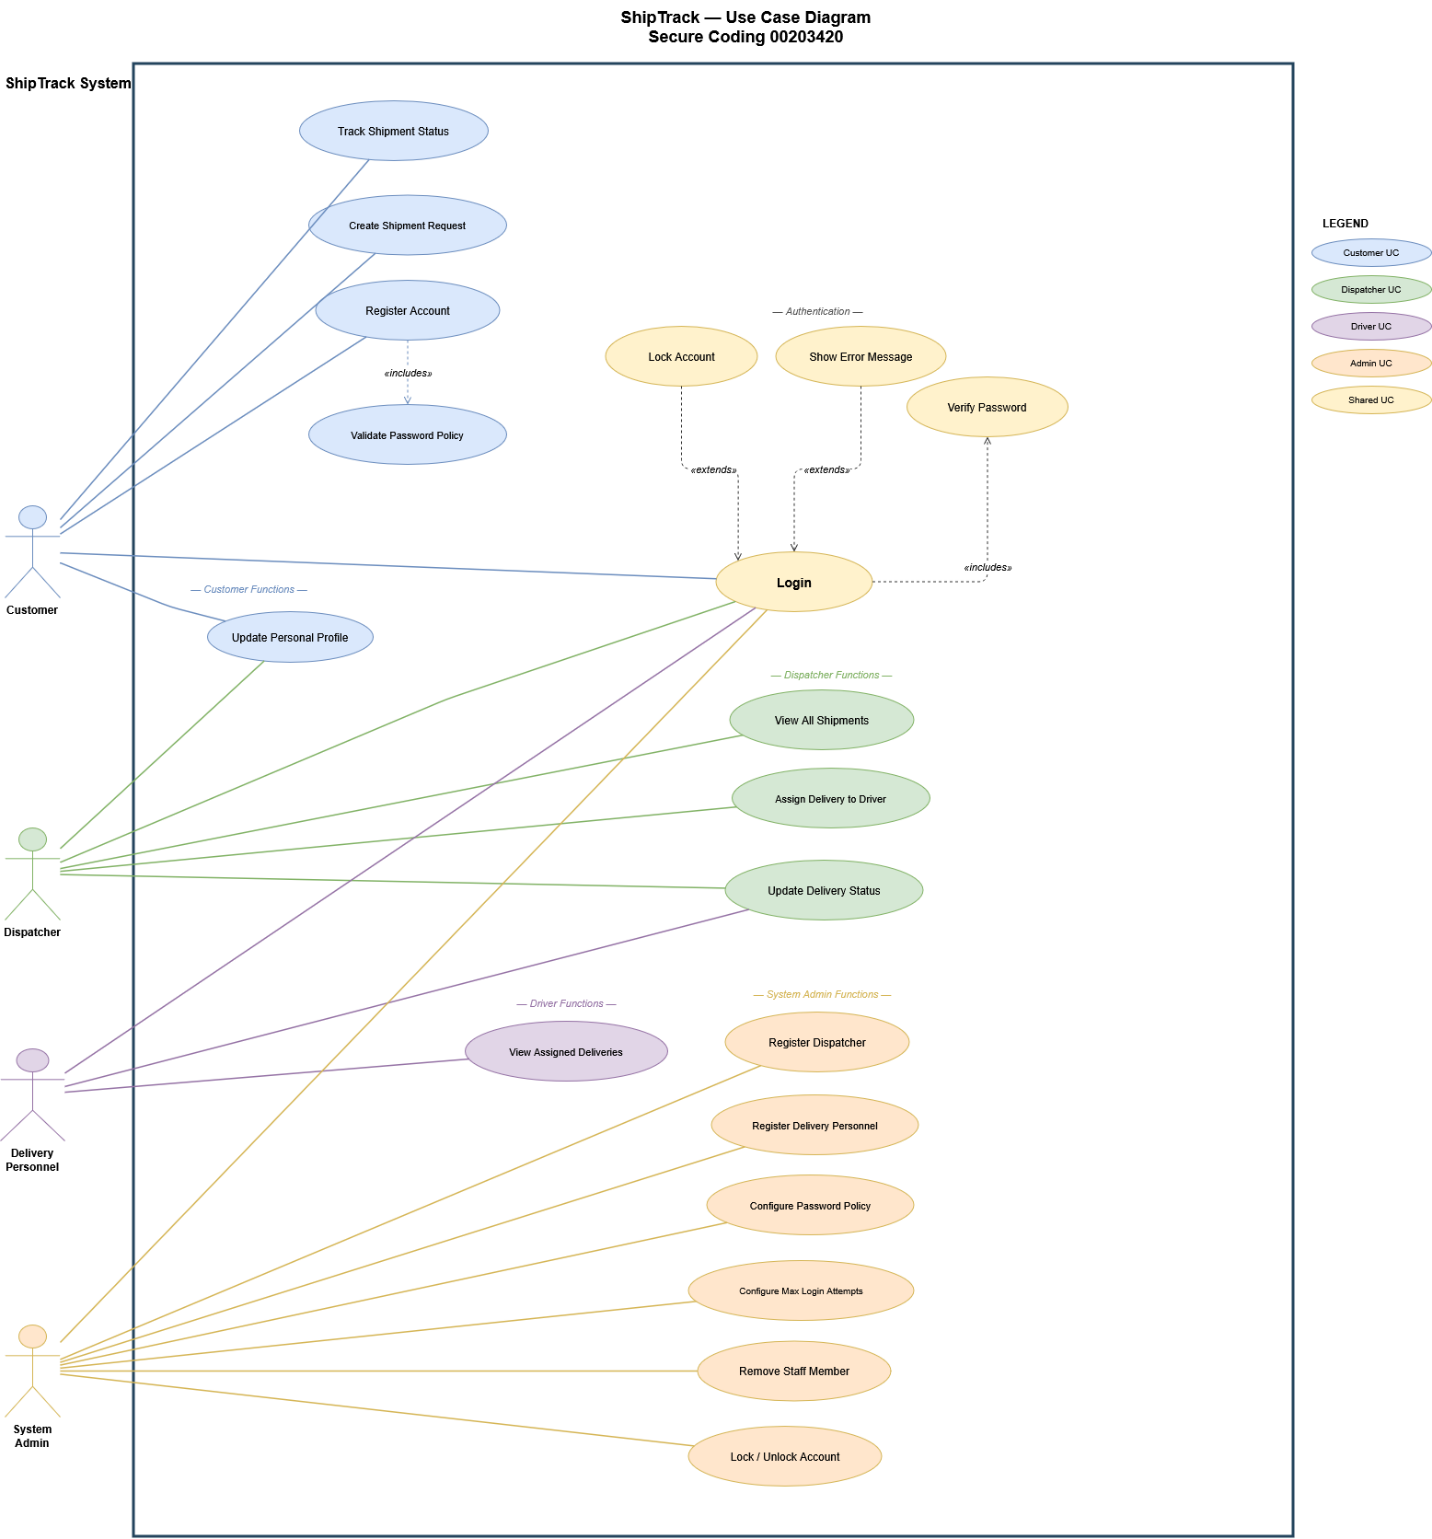 ShipTrack — Use Case Diagram
Secure Coding 00203420
ShipTrack System
Track Shipment Status
Create Shipment Request
Register Account
«includes»
Validate Password Policy
— Authentication —
Lock Account
Show Error Message
Verify Password
«extends»
«extends»
«includes»
Login
LEGEND
Customer UC
Dispatcher UC
Driver UC
Admin UC
Shared UC
Customer
— Customer Functions —
Update Personal Profile
— Dispatcher Functions —
View All Shipments
Assign Delivery to Driver
Update Delivery Status
Dispatcher
— Driver Functions —
View Assigned Deliveries
Delivery
Personnel
— System Admin Functions —
Register Dispatcher
Register Delivery Personnel
Configure Password Policy
Configure Max Login Attempts
Remove Staff Member
Lock / Unlock Account
System
Admin